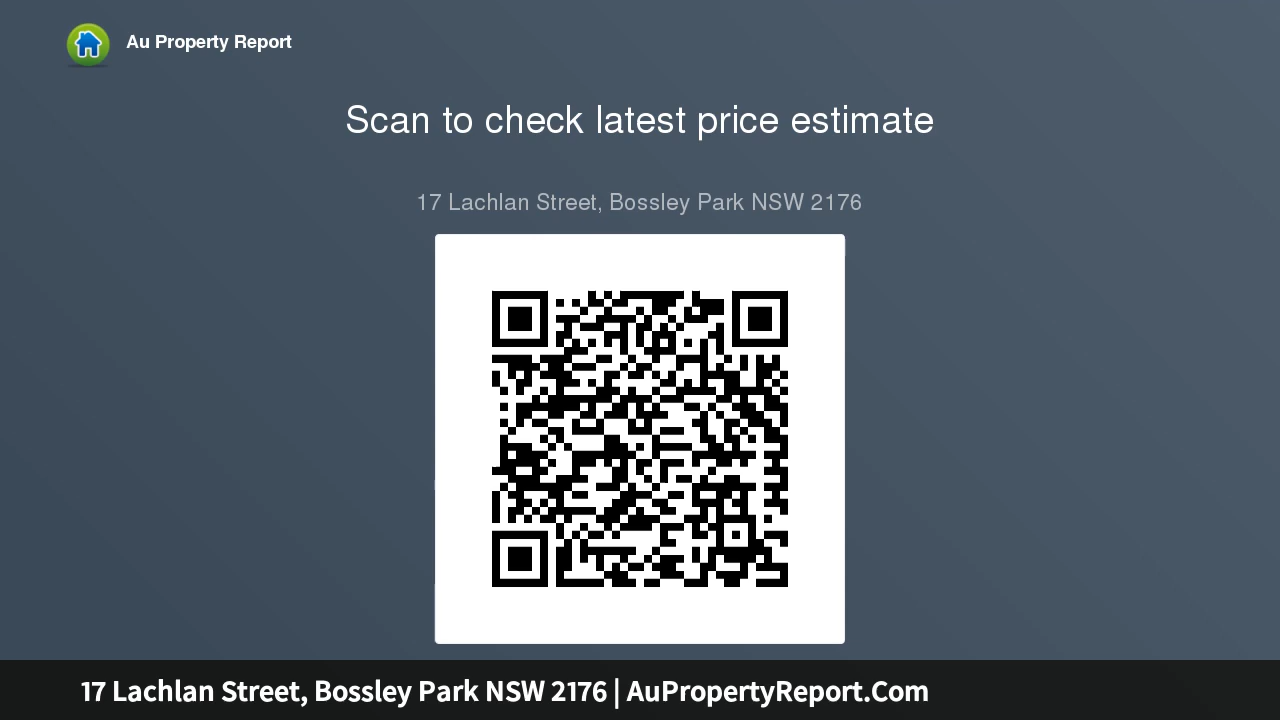 Au Property Report
Scan to check latest price estimate
17 Lachlan Street, Bossley Park NSW 2176
17 Lachlan Street, Bossley Park NSW 2176 | AuPropertyReport.Com